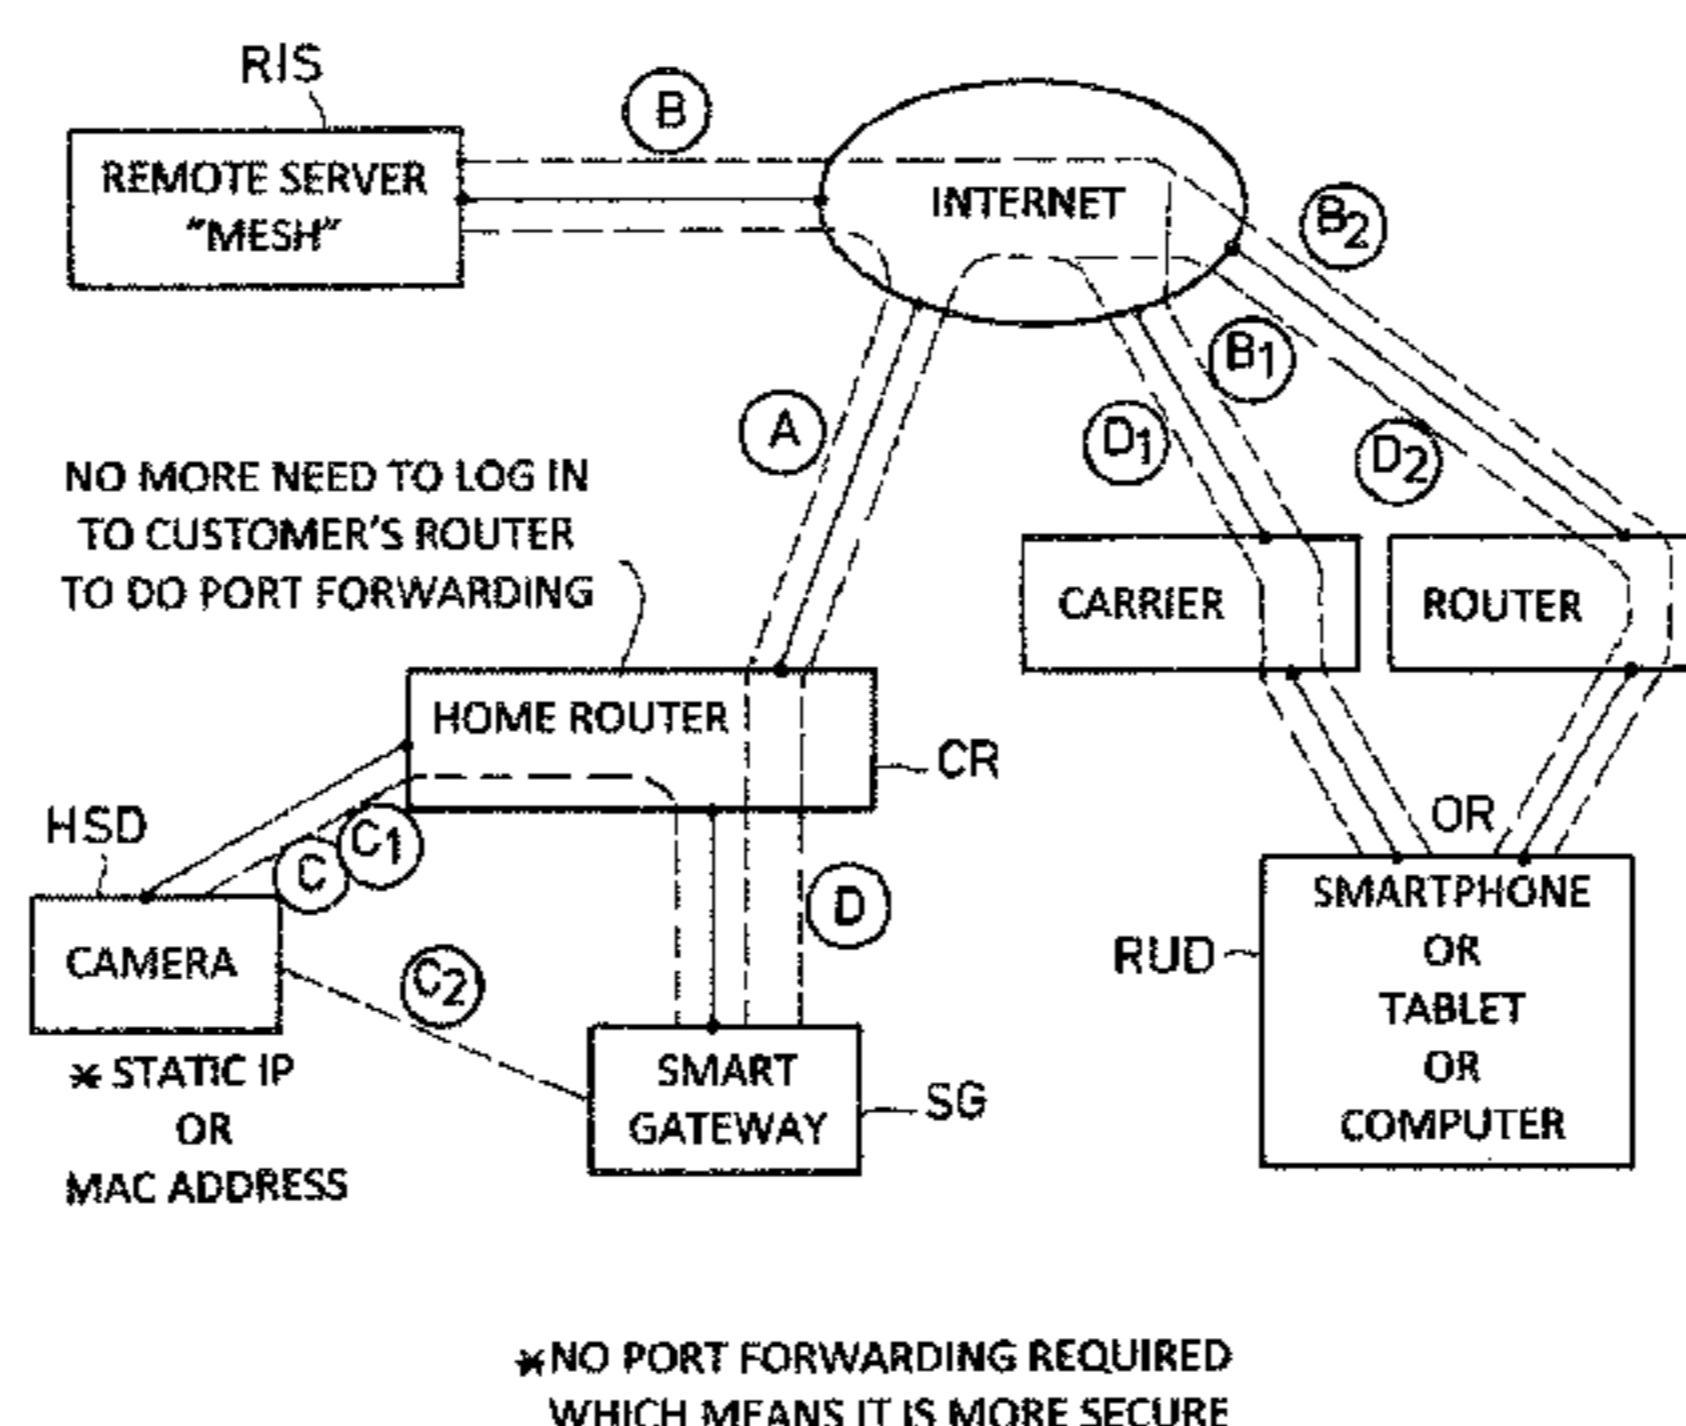 RIS
REMOTE SERVER
"MESH"
B
INTERNET
B2
B1
A
D1
D2
NO MORE NEED TO LOG IN
TO CUSTOMER'S ROUTER
TO DO PORT FORWARDING
CARRIER
ROUTER
HOME ROUTER
CR
HSD
C
C1
OR
CAMERA
C2
D
RUD
SMARTPHONE
OR
TABLET
OR
COMPUTER
* STATIC IP
OR
MAC ADDRESS
SMART
GATEWAY
SG
*NO PORT FORWARDING REQUIRED
WHICH MEANS IT IS MORE SECURE